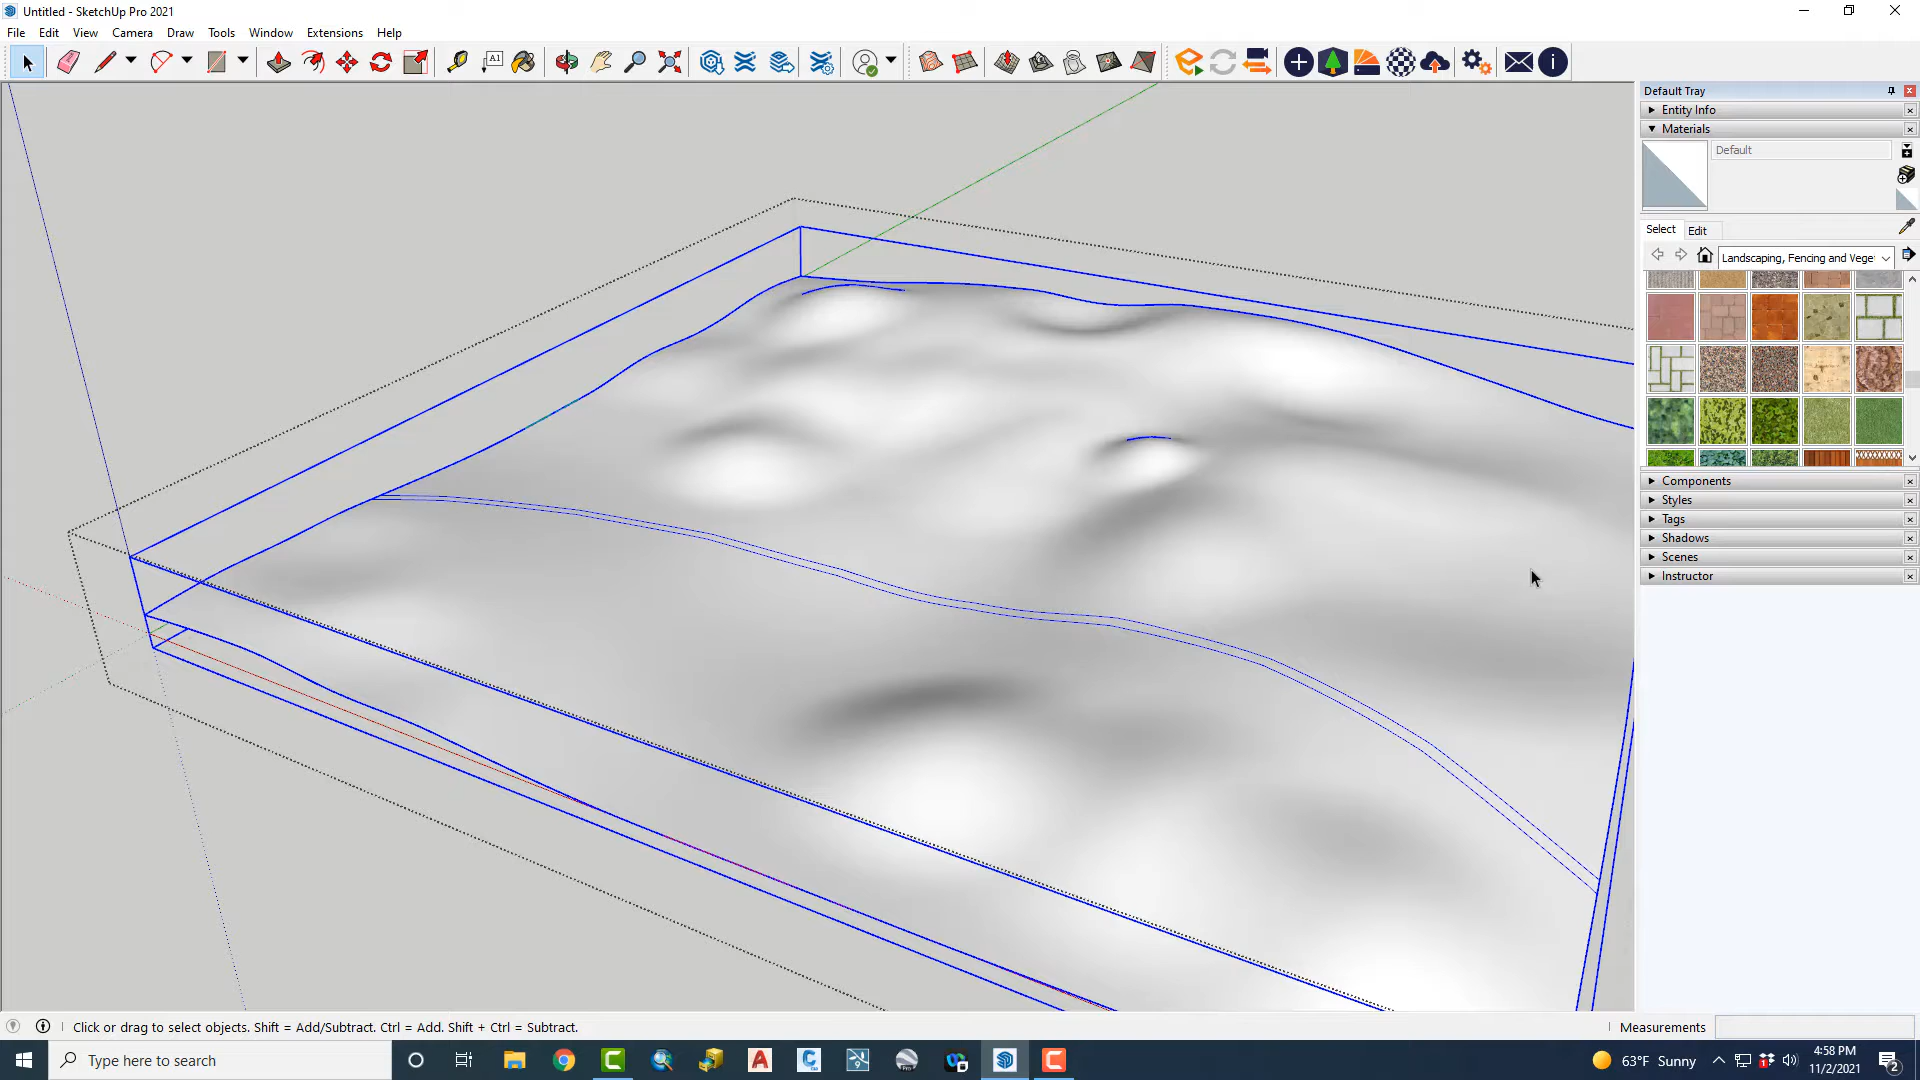 Untitled - SketchUp Pro 2021
File Edit View Camera Draw Tools Window Extensions Help
A1
Default Tray
Entity Info
Materials
Default
Select Edit
Landscaping, Fencing and Vege
Components
Styles
Tags
Shadows
Scenes
Instructor
Click or drag to select objects. Shift = Add/Subtract. Ctrl = Add. Shift + Ctrl = Subtract.
Measurements
Type here to search
63°F Sunny
4:58 PM
11/2/2021
2